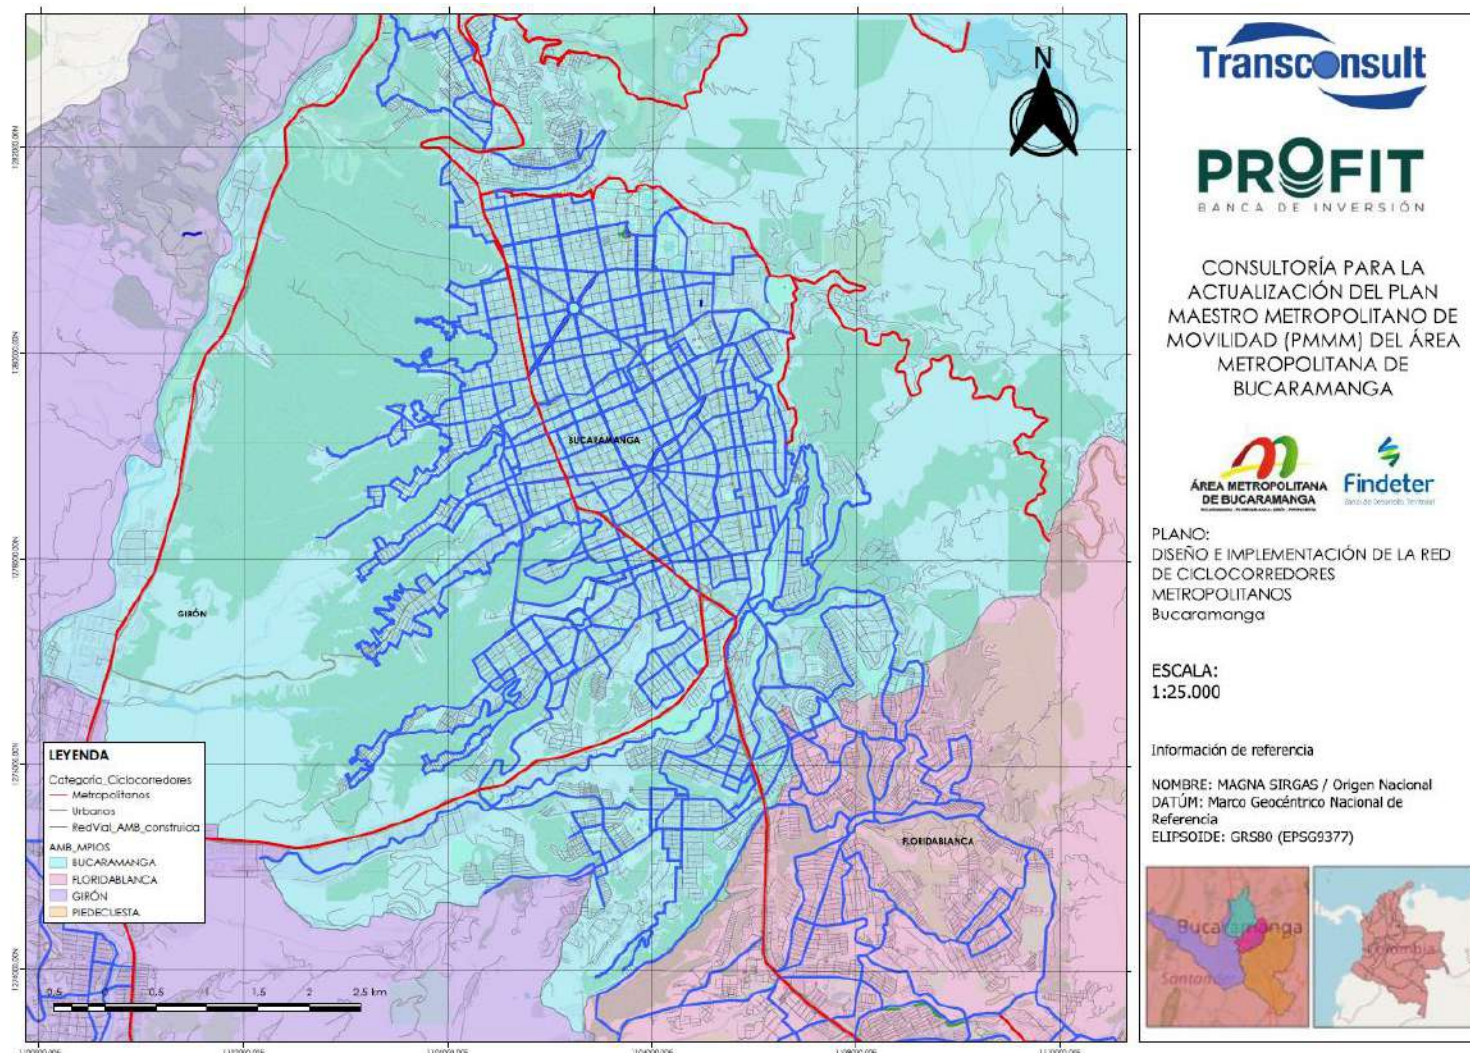 N
BUCARAMANGA
GIRÓN
FLORIDABLANCA
LEYENDA
Categoria_Ciclocorredores
Metropolitanos
Urbanos
RedVial_AMB_construida
AMB_MPIOS
BUCARAMANGA
FLORIDABLANCA
GIRÓN
PIEDECUESTA
0.5 0 0.5 1 1.5 2 2.5 km
Transconsult
PROFIT
BANCA DE INVERSIÓN
CONSULTORÍA PARA LA
ACTUALIZACIÓN DEL PLAN
MAESTRO METROPOLITANO DE
MOVILIDAD (PMMM) DEL ÁREA
METROPOLITANA DE
BUCARAMANGA
ÁREA METROPOLITANA
DE BUCARAMANGA
Findeter
PLANO:
DISEÑO E IMPLEMENTACIÓN DE LA RED
DE CICLOCORREDORES
METROPOLITANOS
Bucaramanga
ESCALA:
1:25.000
Información de referencia
NOMBRE: MAGNA SIRGAS / Origen Nacional
DATÚM: Marco Geocéntrico Nacional de
Referencia
ELIPSOIDE: GRS80 (EPSG9377)
Bucaramanga
Santander
Colombia